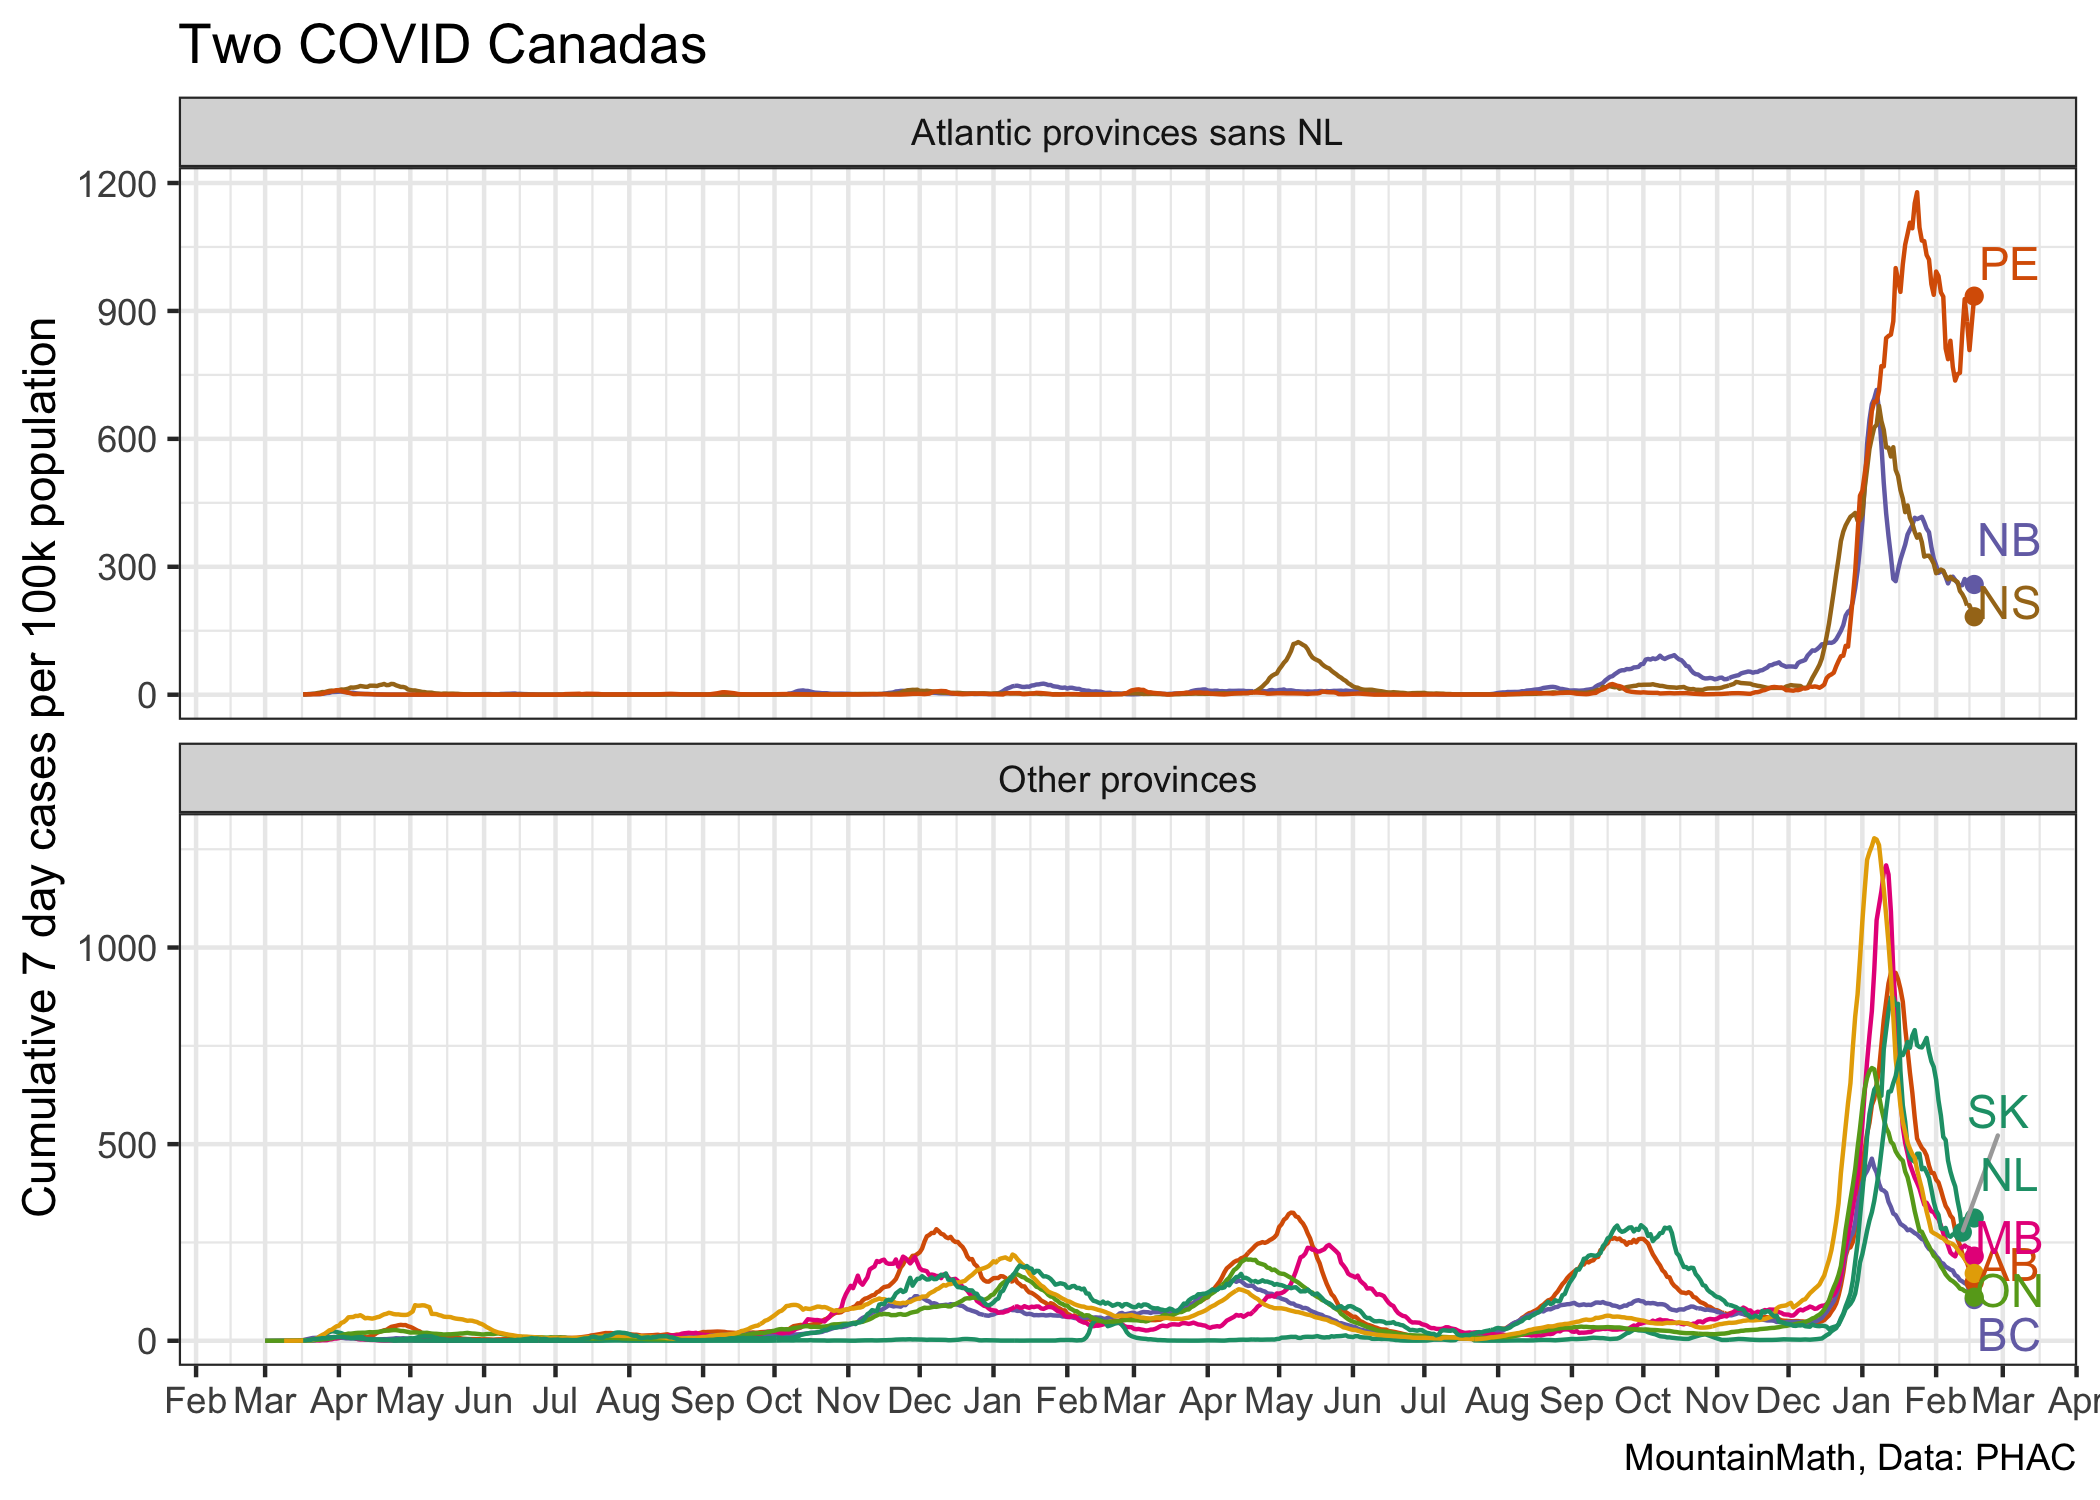 Two COVID Canadas
Atlantic provinces sans NL
1200
900
600
300
0
PE
NB
NS
Cumulative 7 day cases per 100k population
Other provinces
1000
500
0
SK
NL
MB
AB
ON
BC
Feb Mar Apr May Jun Jul Aug Sep Oct Nov Dec Jan Feb Mar Apr May Jun Jul Aug Sep Oct Nov Dec Jan Feb Mar Apr
MountainMath, Data: PHAC